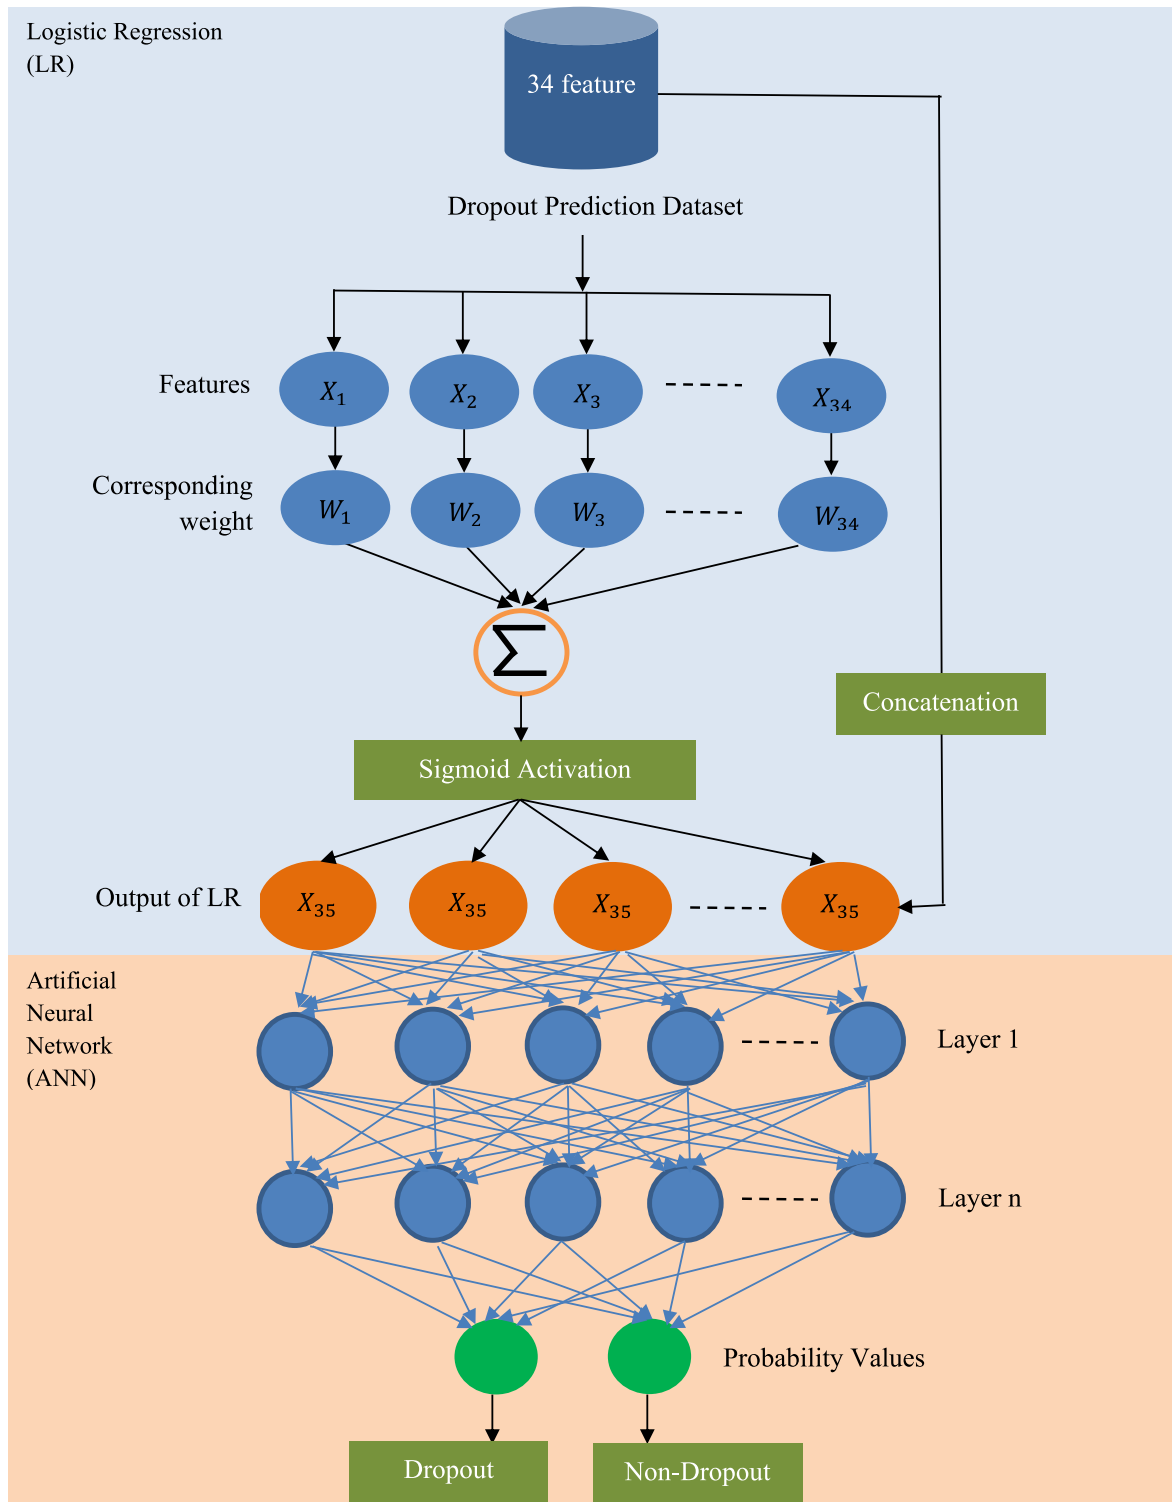 Logistic Regression
(LR)
34 feature
Dropout Prediction Dataset
Features
X₁
X₂
X₃
X₃₄
Corresponding
weight
W₁
W₂
W₃
W₃₄
∑
Concatenation
Sigmoid Activation
Output of LR
X₃₅
X₃₅
X₃₅
X₃₅
Artificial
Neural
Network
(ANN)
Layer 1
Layer n
Probability Values
Dropout
Non-Dropout